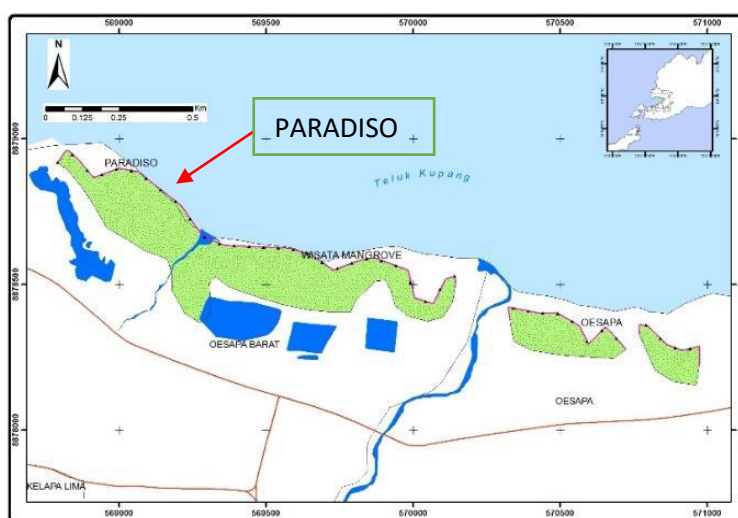 569000 569500 570000 570500 571000
N
Km
0 0.125 0.25 0.5
PARADISO
8879000
PARADISO
Teluk Kupang
WISATA MANGROVE
8878500
OESAPA
OESAPA BARAT
OESAPA
8878000
KELAPA LIMA
569000 569500 570000 570500 571000